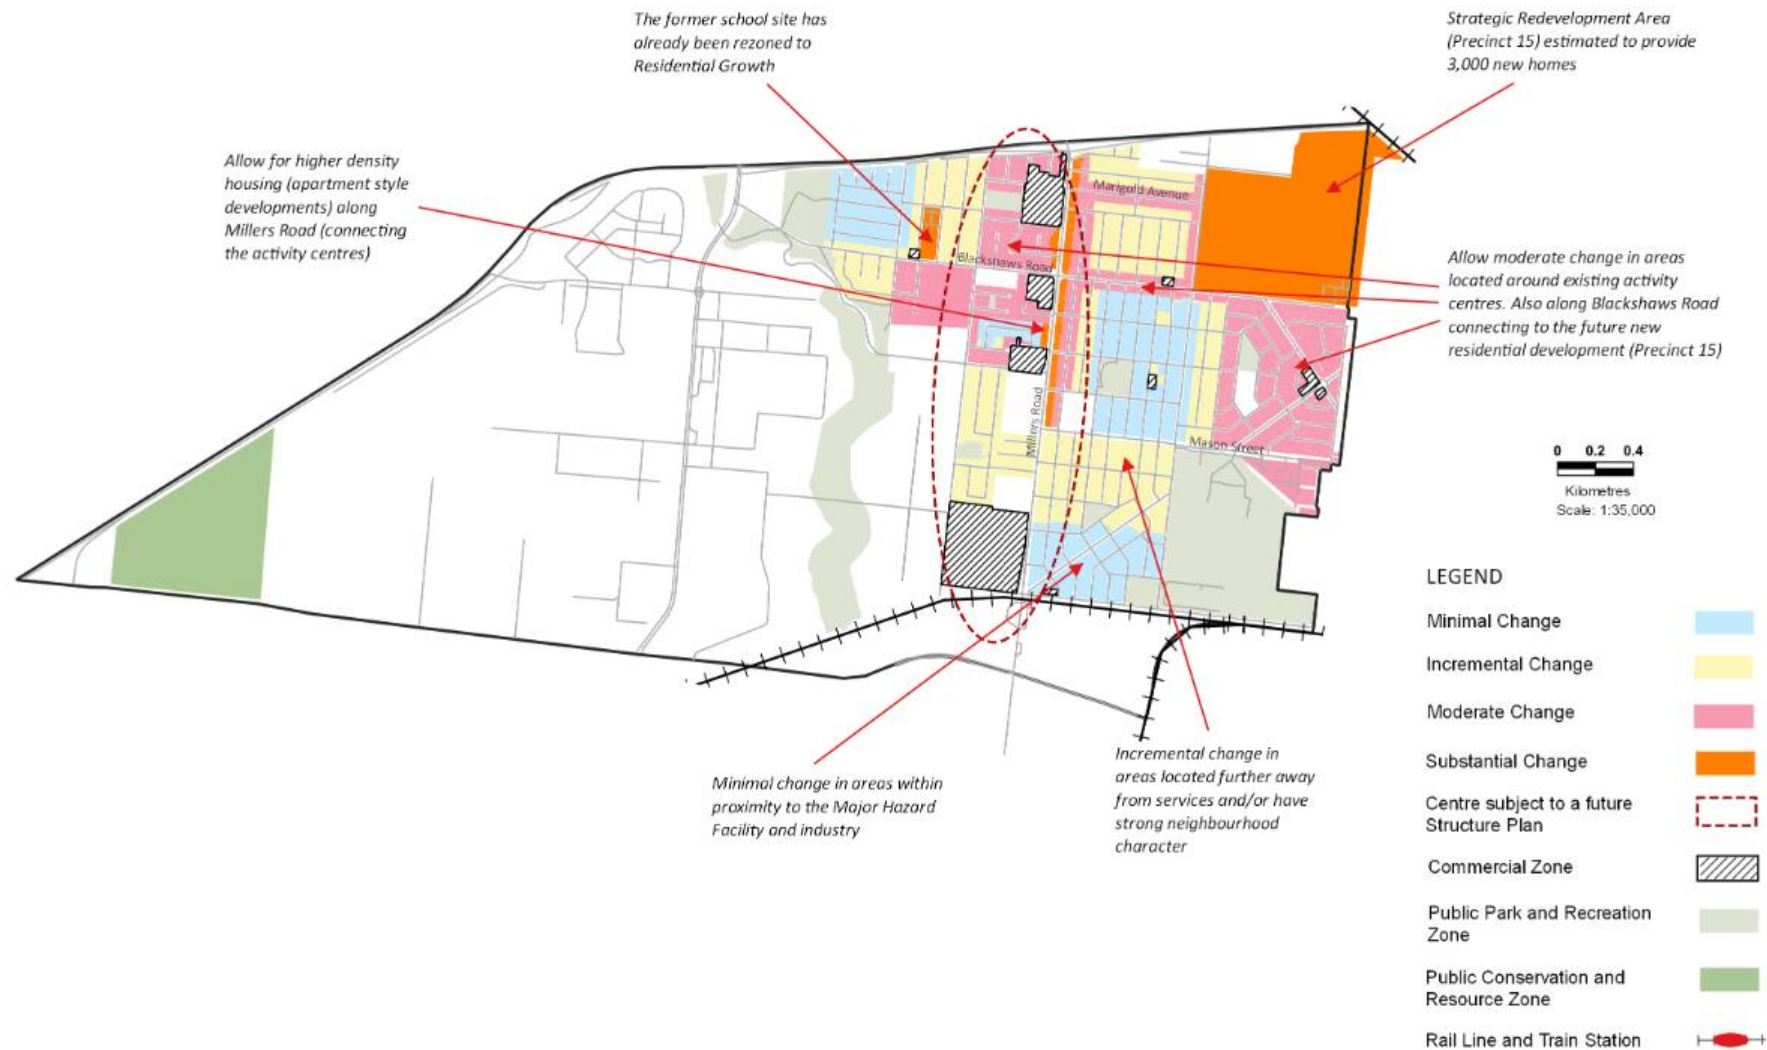 The former school site has
already been rezoned to
Residential Growth
Strategic Redevelopment Area
(Precinct 15) estimated to provide
3,000 new homes
Allow for higher density
housing (apartment style
developments) along
Millers Road (connecting
the activity centres)
Marigold Avenue
Blackshaws Road
Allow moderate change in areas
located around existing activity
centres. Also along Blackshaws Road
connecting to the future new
residential development (Precinct 15)
Millers Road
Mason Street
0 0.2 0.4
Kilometres
Scale: 1:35,000
Minimal change in areas within
proximity to the Major Hazard
Facility and industry
Incremental change in
areas located further away
from services and/or have
strong neighbourhood
character
LEGEND
Minimal Change
Incremental Change
Moderate Change
Substantial Change
Centre subject to a future
Structure Plan
Commercial Zone
Public Park and Recreation
Zone
Public Conservation and
Resource Zone
Rail Line and Train Station